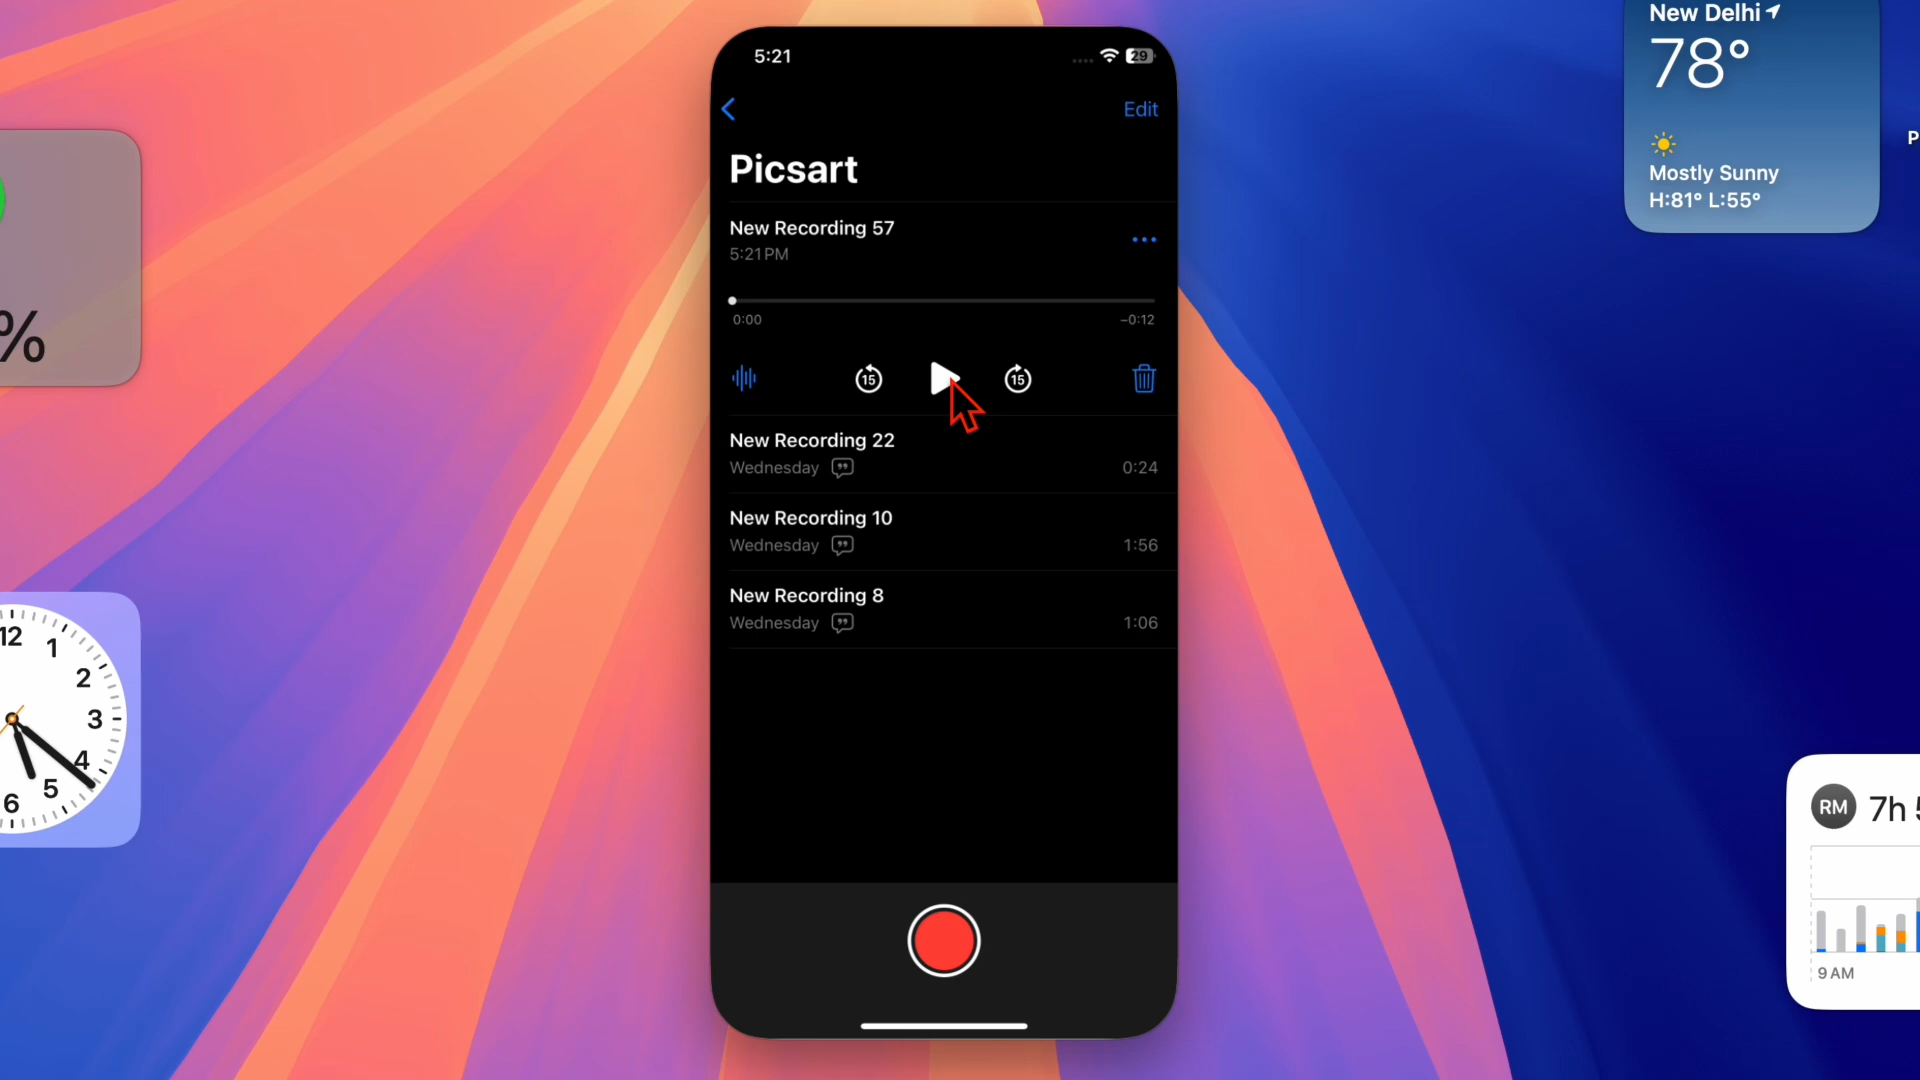 5:21
29
Edit
Picsart
New Recording 57
5:21 PM
0:00
−0:12
15
15
New Recording 22
Wednesday
0:24
New Recording 10
Wednesday
1:56
New Recording 8
Wednesday
1:06
%
12
1
2
3
4
5
6
New Delhi
78°
Mostly Sunny
H:81° L:55°
P
RM
7h 5
9 AM